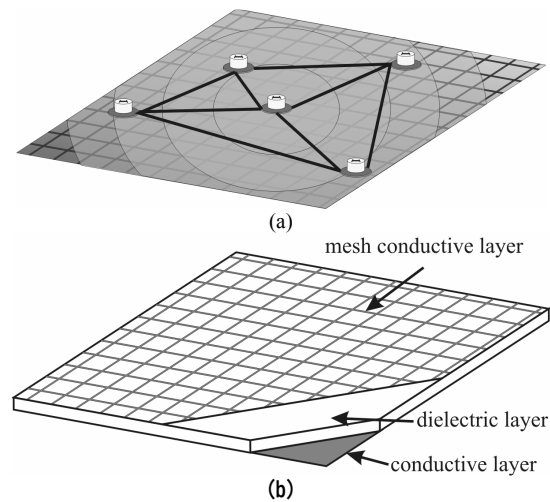 (a)
mesh conductive layer
dielectric layer
conductive layer
(b)